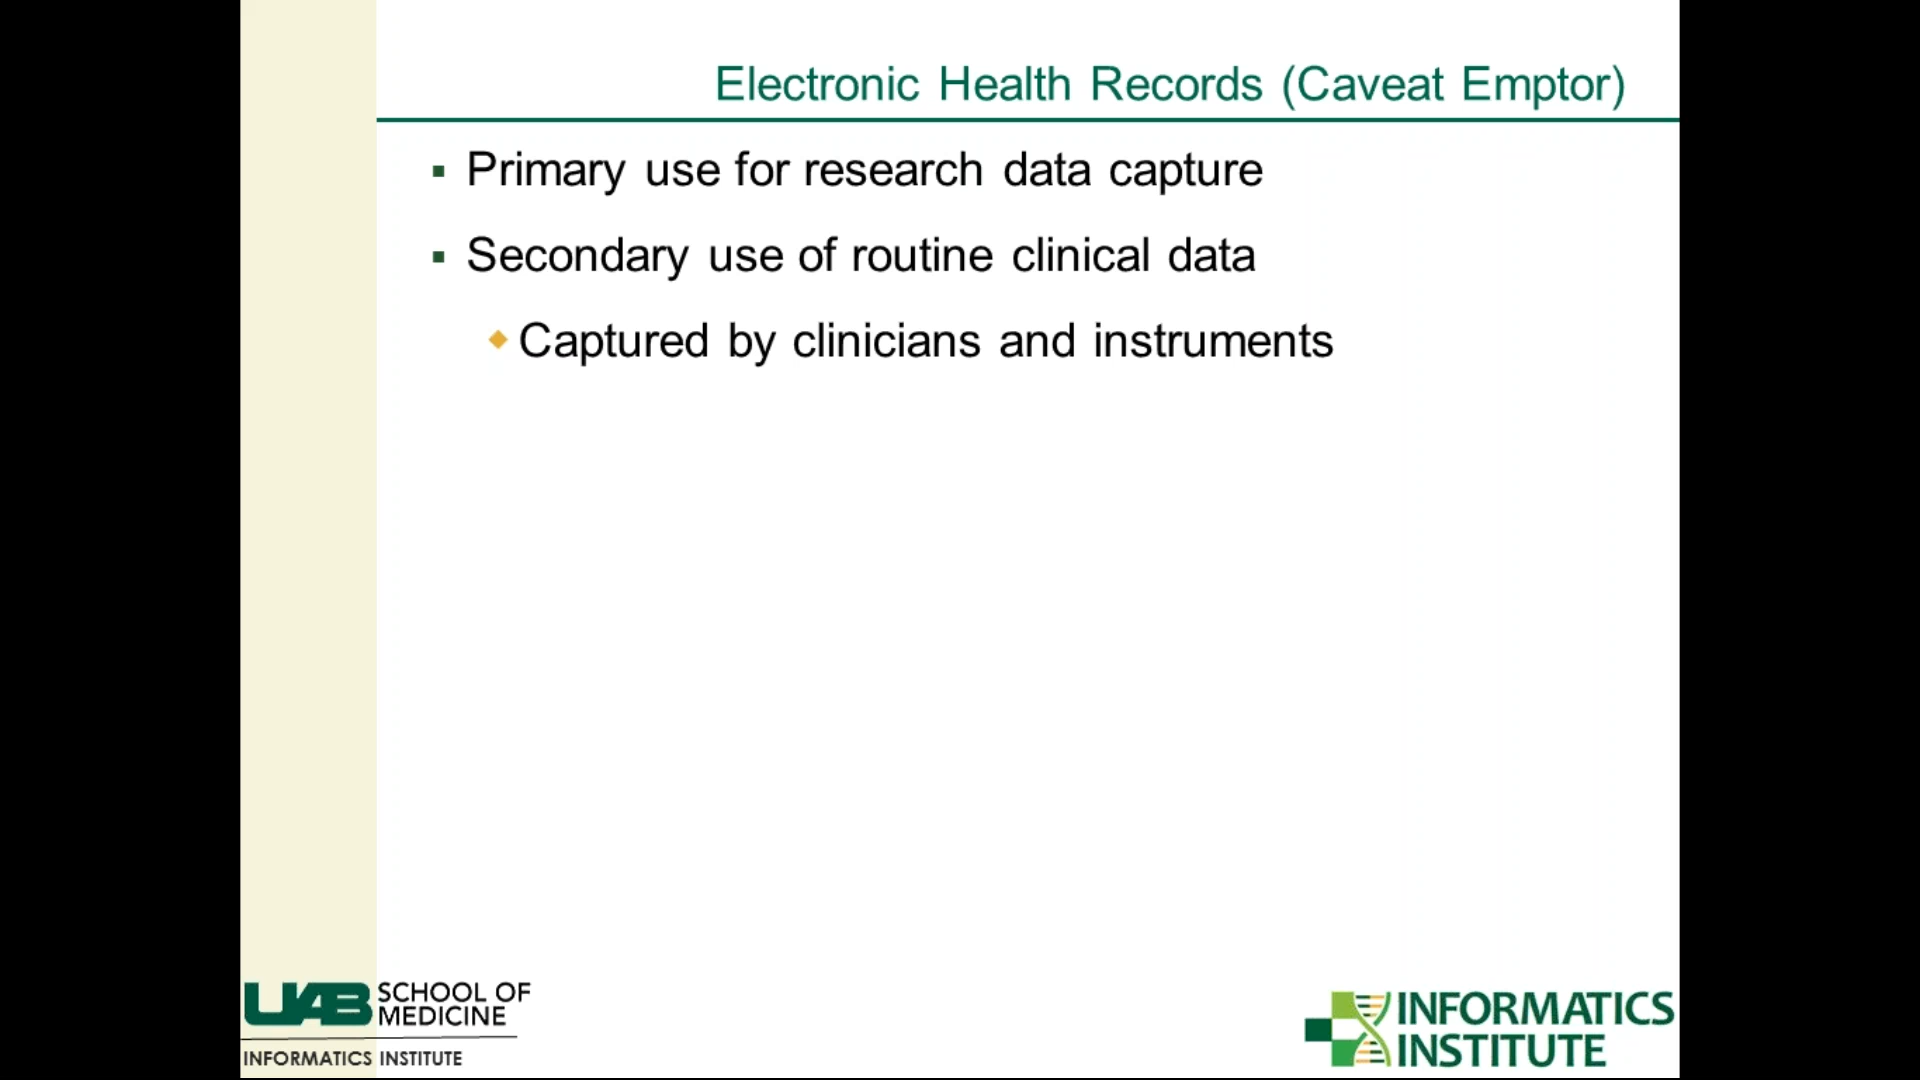 Electronic Health Records (Caveat Emptor)
Primary use for research data capture
Secondary use of routine clinical data
Captured by clinicians and instruments
UAB SCHOOL OF
MEDICINE
INFORMATICS INSTITUTE
INFORMATICS
INSTITUTE